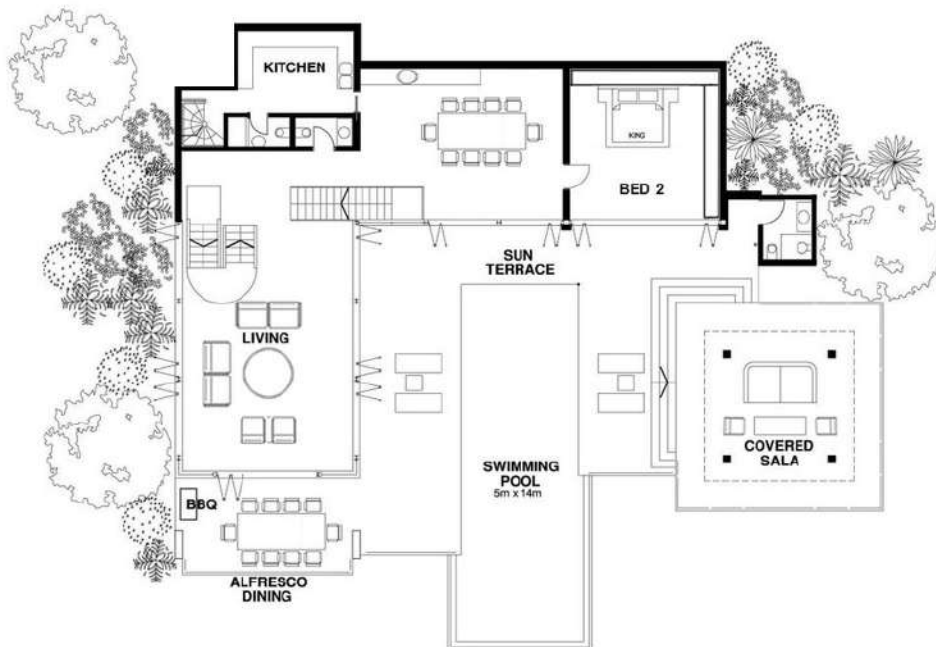 KITCHEN
KING
BED 2
SUN
TERRACE
LIVING
COVERED
SALA
SWIMMING
POOL
5m x 14m
BBQ
ALFRESCO
DINING